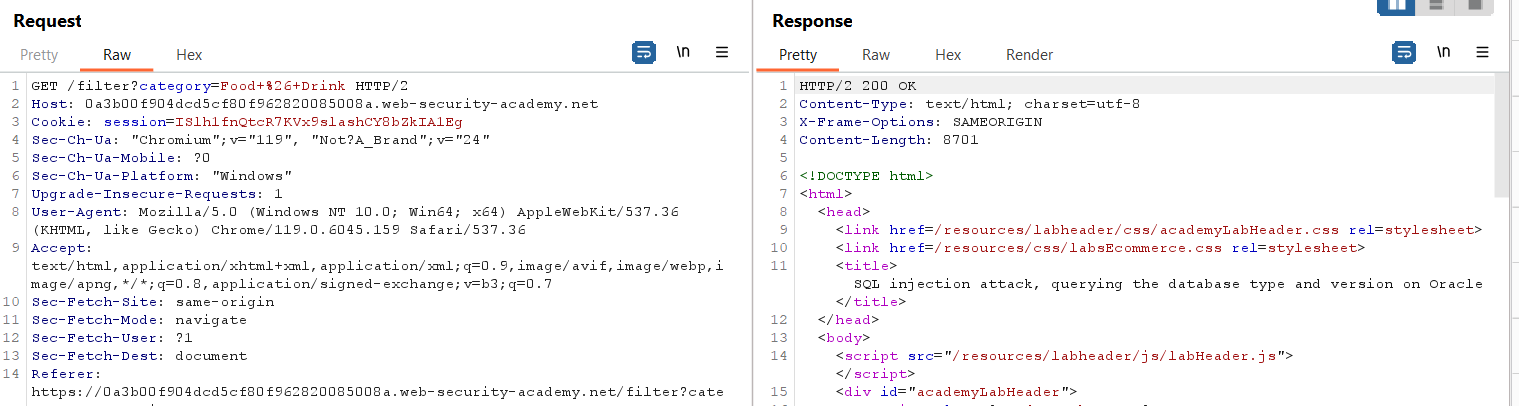 Request
Pretty Raw Hex \n
1 GET /filter?category=Food+%26+Drink HTTP/2
2 Host: 0a3b00f904dcd5cf80f962820085008a.web-security-academy.net
3 Cookie: session=ISlh1fnQtcR7KVx9slashCY8bZkIA1Eg
4 Sec-Ch-Ua: "Chromium";v="119", "Not?A_Brand";v="24"
5 Sec-Ch-Ua-Mobile: ?0
6 Sec-Ch-Ua-Platform: "Windows"
7 Upgrade-Insecure-Requests: 1
8 User-Agent: Mozilla/5.0 (Windows NT 10.0; Win64; x64) AppleWebKit/537.36
(KHTML, like Gecko) Chrome/119.0.6045.159 Safari/537.36
9 Accept:
text/html,application/xhtml+xml,application/xml;q=0.9,image/avif,image/webp,i
mage/apng,*/*;q=0.8,application/signed-exchange;v=b3;q=0.7
10 Sec-Fetch-Site: same-origin
11 Sec-Fetch-Mode: navigate
12 Sec-Fetch-User: ?1
13 Sec-Fetch-Dest: document
14 Referer:
https://0a3b00f904dcd5cf80f962820085008a.web-security-academy.net/filter?cate
Response
Pretty Raw Hex Render \n
1 HTTP/2 200 OK
2 Content-Type: text/html; charset=utf-8
3 X-Frame-Options: SAMEORIGIN
4 Content-Length: 8701
5
6 <!DOCTYPE html>
7 <html>
8 <head>
9 <link href=/resources/labheader/css/academyLabHeader.css rel=stylesheet>
10 <link href=/resources/css/labsEcommerce.css rel=stylesheet>
11 <title>
SQL injection attack, querying the database type and version on Oracle
</title>
12 </head>
13 <body>
14 <script src="/resources/labheader/js/labHeader.js">
</script>
15 <div id="academyLabHeader">